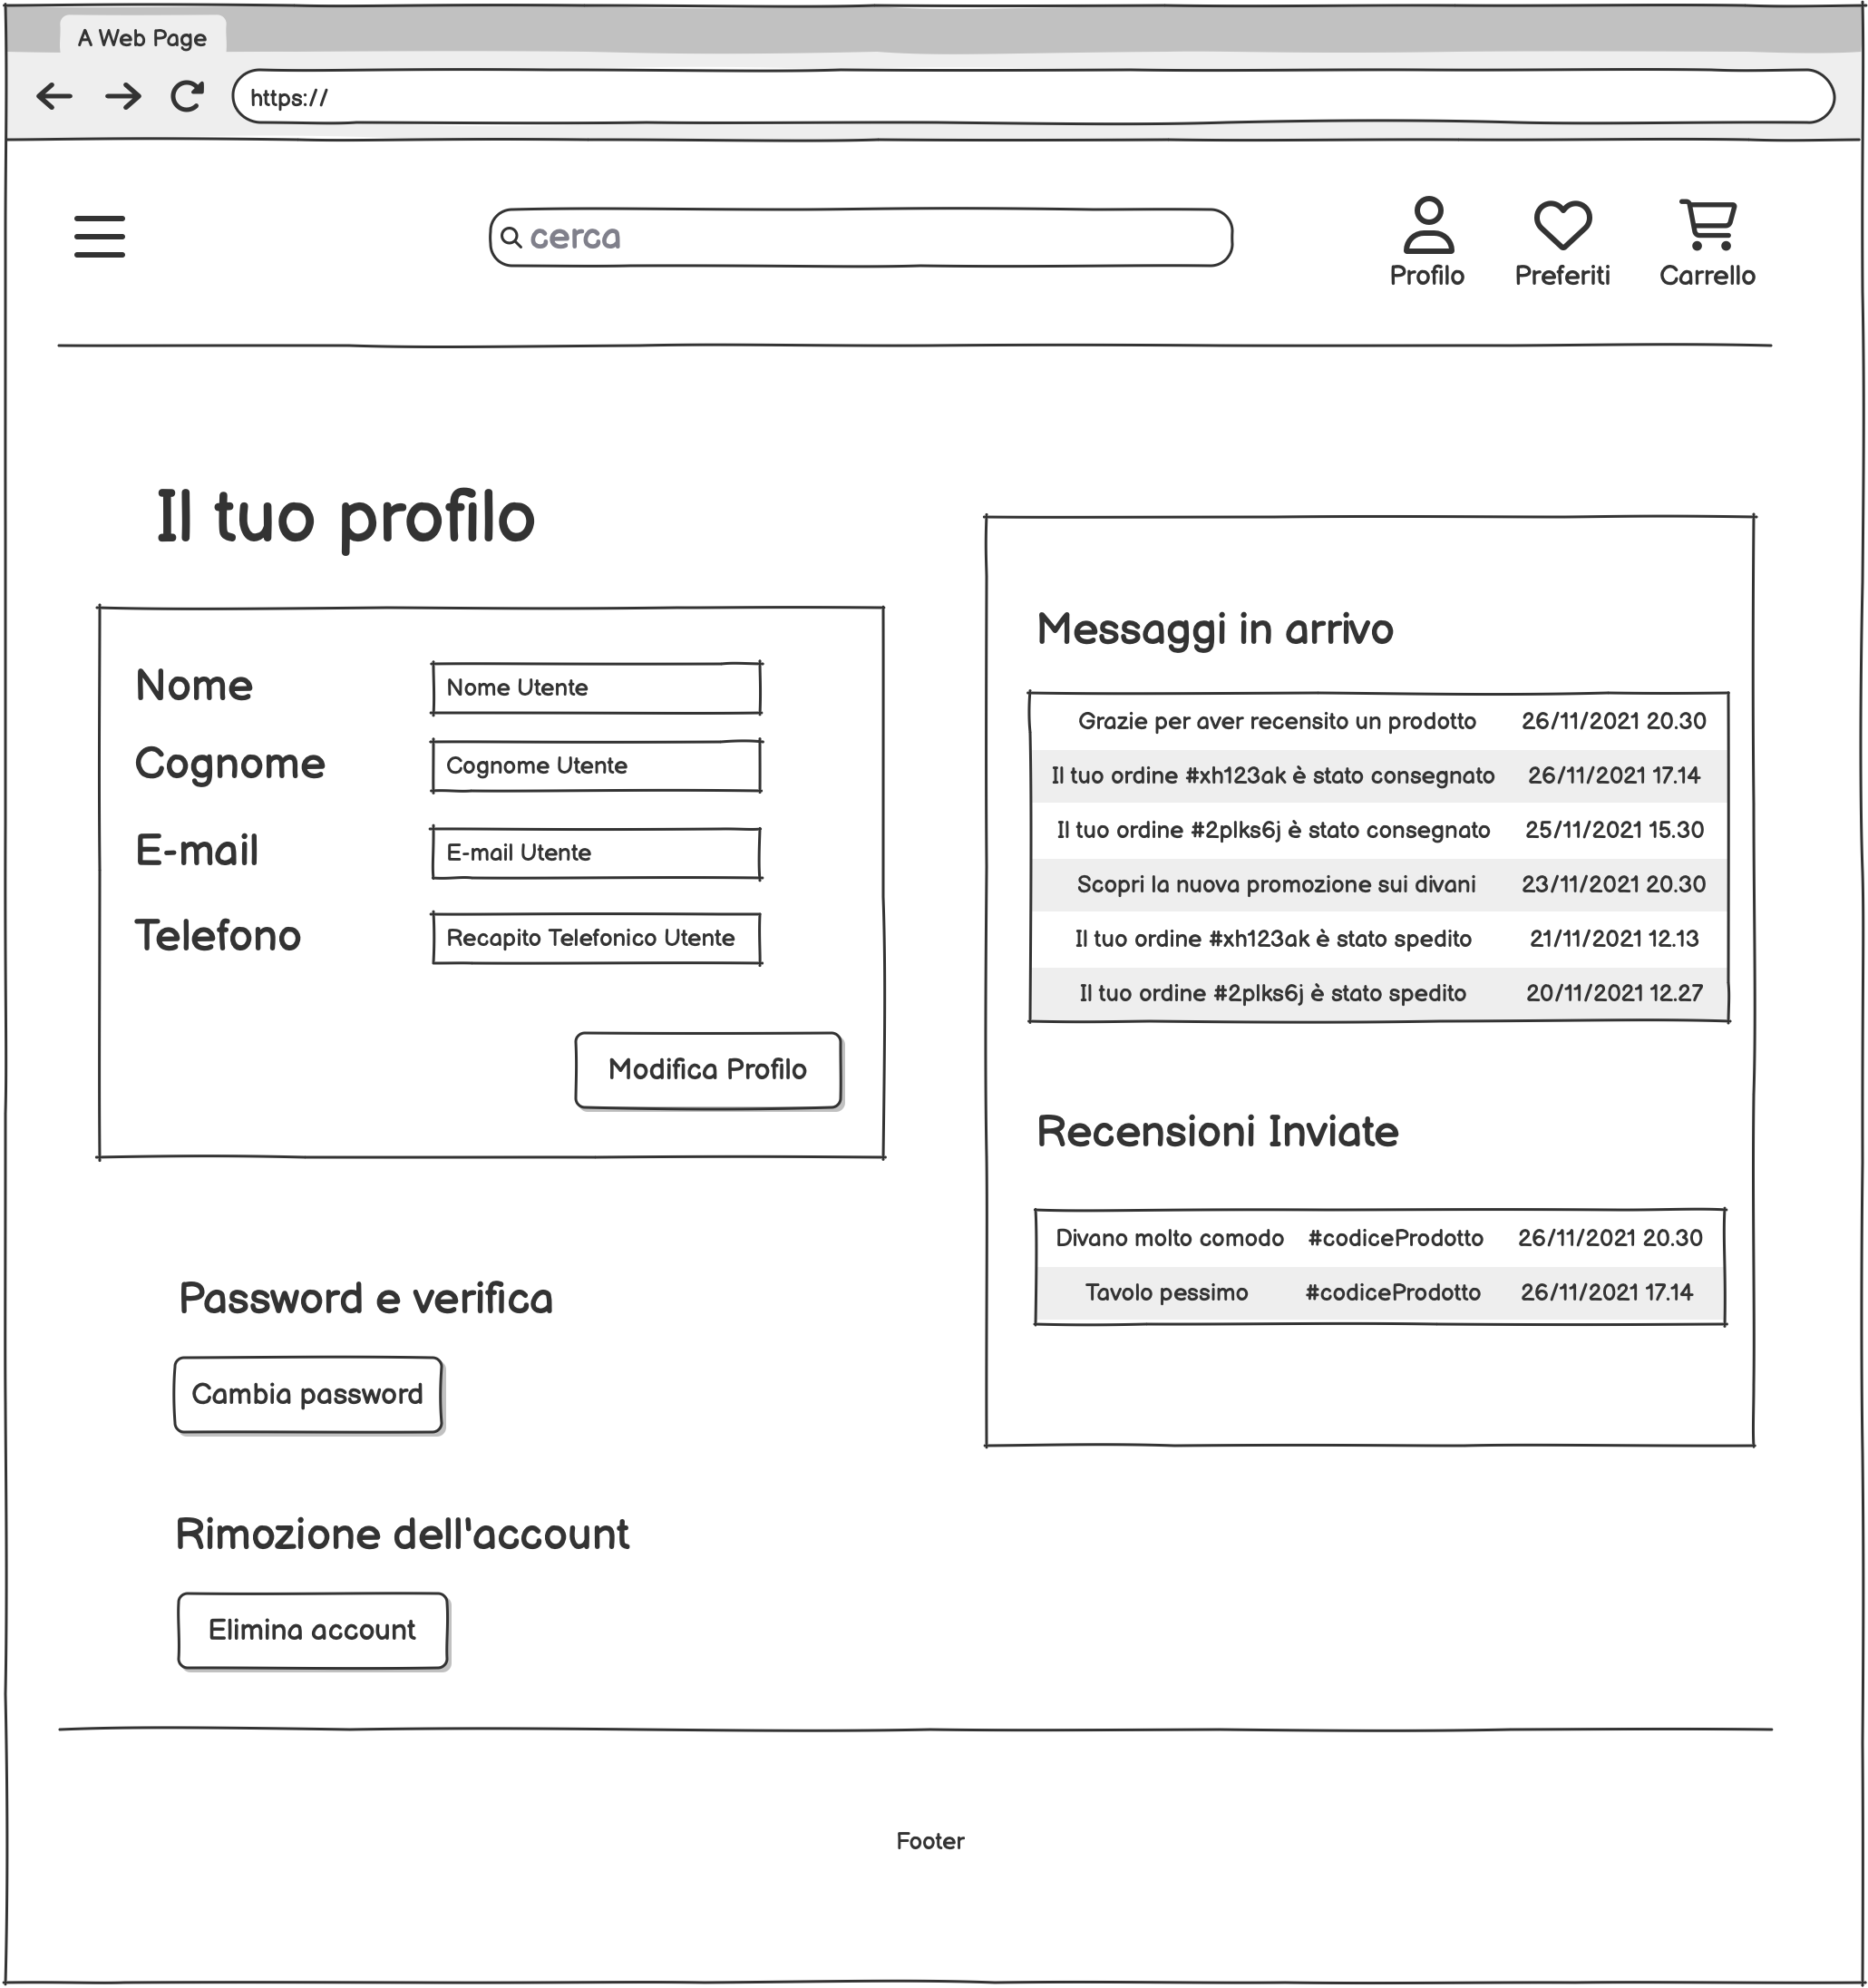 A Web Page
https://
cerca
Profilo
Preferiti
Carrello
Il tuo profilo
Nome
Nome Utente
Cognome
Cognome Utente
E-mail
E-mail Utente
Telefono
Recapito Telefonico Utente
Modifica Profilo
Password e verifica
Cambia password
Rimozione dell'account
Elimina account
Messaggi in arrivo
Grazie per aver recensito un prodotto 26/11/2021 20.30
Il tuo ordine #xh123ak è stato consegnato 26/11/2021 17.14
Il tuo ordine #2plks6j è stato consegnato 25/11/2021 15.30
Scopri la nuova promozione sui divani 23/11/2021 20.30
Il tuo ordine #xh123ak è stato spedito 21/11/2021 12.13
Il tuo ordine #2plks6j è stato spedito 20/11/2021 12.27
Recensioni Inviate
Divano molto comodo #codiceProdotto 26/11/2021 20.30
Tavolo pessimo #codiceProdotto 26/11/2021 17.14
Footer